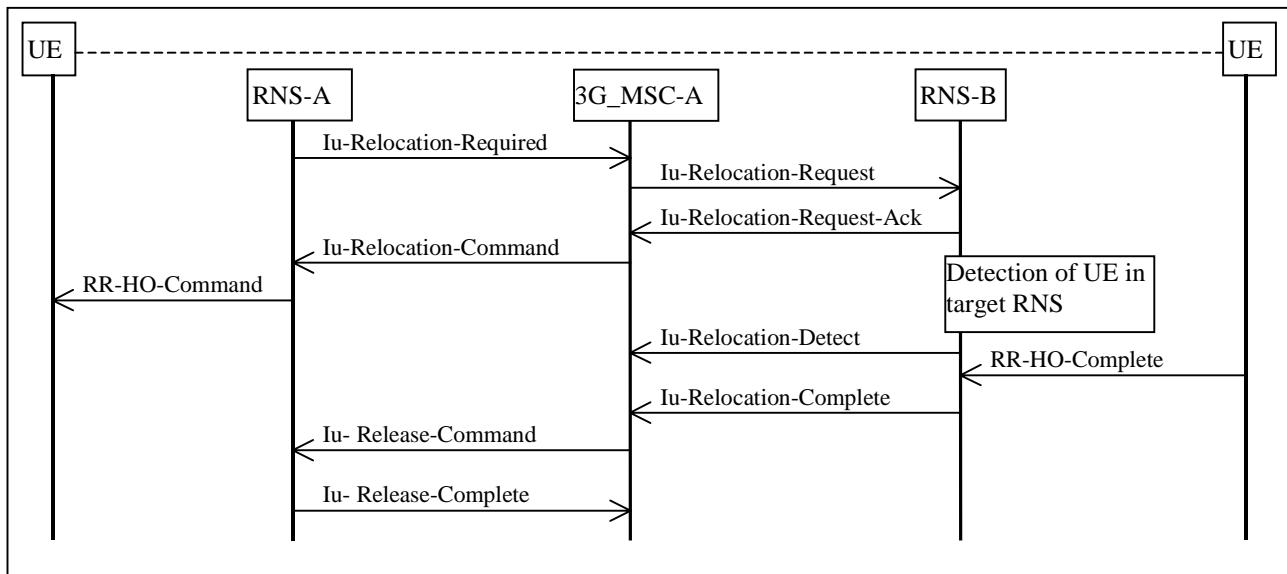 UE
UE
RNS-A
3G_MSC-A
RNS-B
Iu-Relocation-Required
Iu-Relocation-Request
Iu-Relocation-Request-Ack
Iu-Relocation-Command
RR-HO-Command
Detection of UE in
target RNS
Iu-Relocation-Detect
RR-HO-Complete
Iu-Relocation-Complete
Iu- Release-Command
Iu- Release-Complete